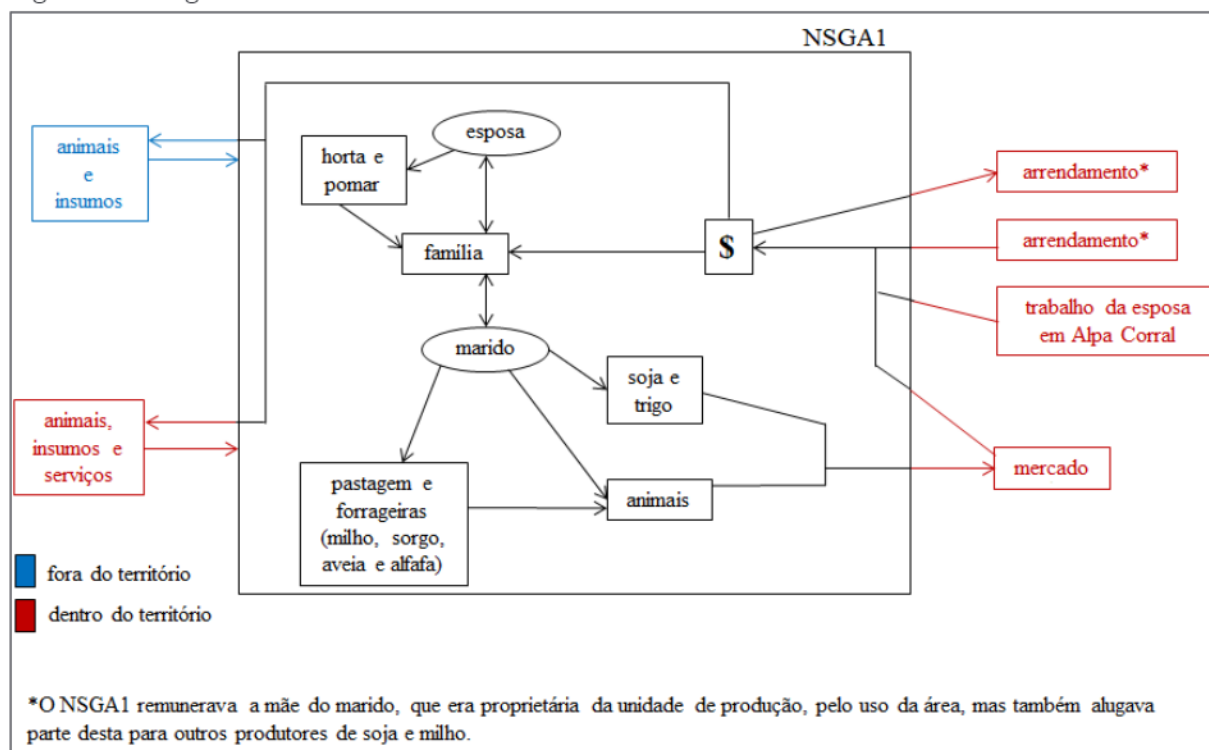 NSGA1
animais
e
insumos
esposa
horta e
pomar
família
$
arrendamento*
arrendamento*
trabalho da esposa
em Alpa Corral
marido
soja e
trigo
animais,
insumos e
serviços
pastagem e
forrageiras
(milho, sorgo,
aveia e alfafa)
animais
mercado
fora do território
dentro do território
*O NSGA1 remunerava a mãe do marido, que era proprietária da unidade de produção, pelo uso da área, mas também alugava
parte desta para outros produtores de soja e milho.